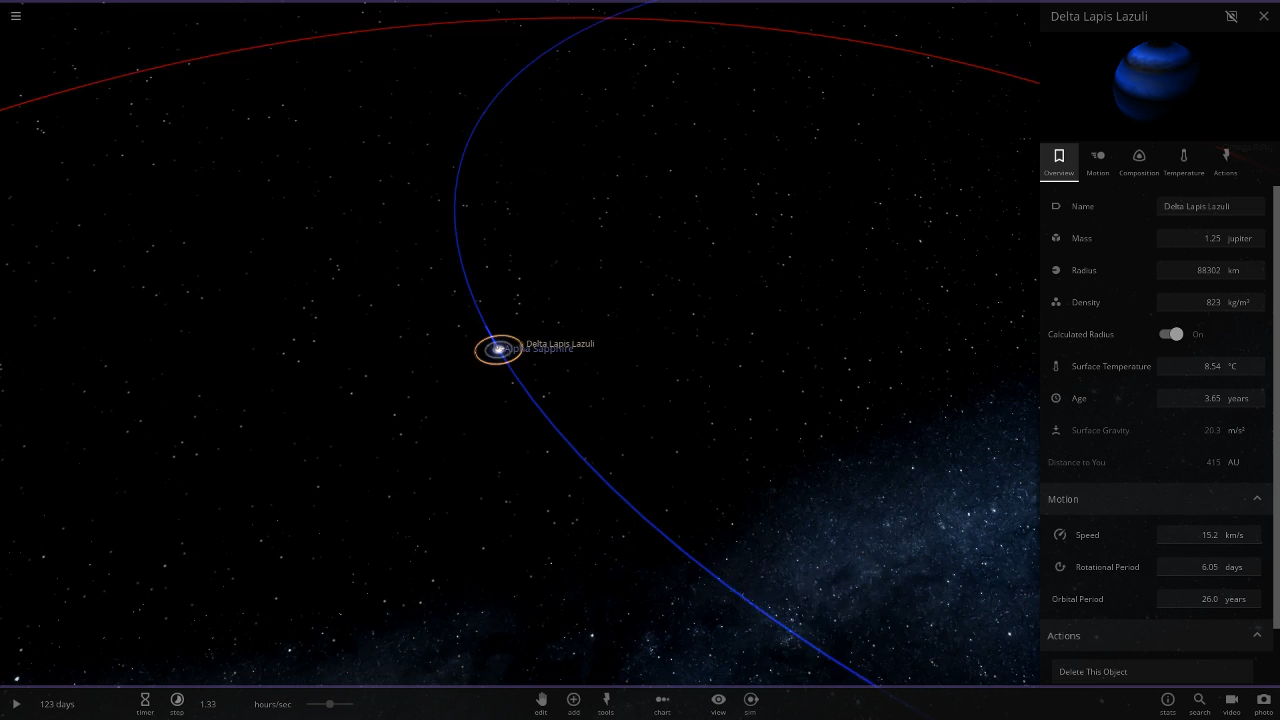 Delta Lapis Lazuli
Overview
Motion
Composition
Temperature
Actions
Name Delta Lapis Lazuli
Mass 1.25 jupiter
Radius 88302 km
Density 823 kg/m³
Calculated Radius On
Surface Temperature 8.54 °C
Age 3.65 years
Surface Gravity 20.3 m/s²
Distance to You 415 AU
Motion
Speed 15.2 km/s
Rotational Period 6.05 days
Orbital Period 26.0 years
Actions
Delete This Object
Delta Lapis Lazuli
Alpha Sapphire
123 days
timer
step
1.33 hours/sec
edit
add
tools
chart
view
sim
stats
search
video
photo